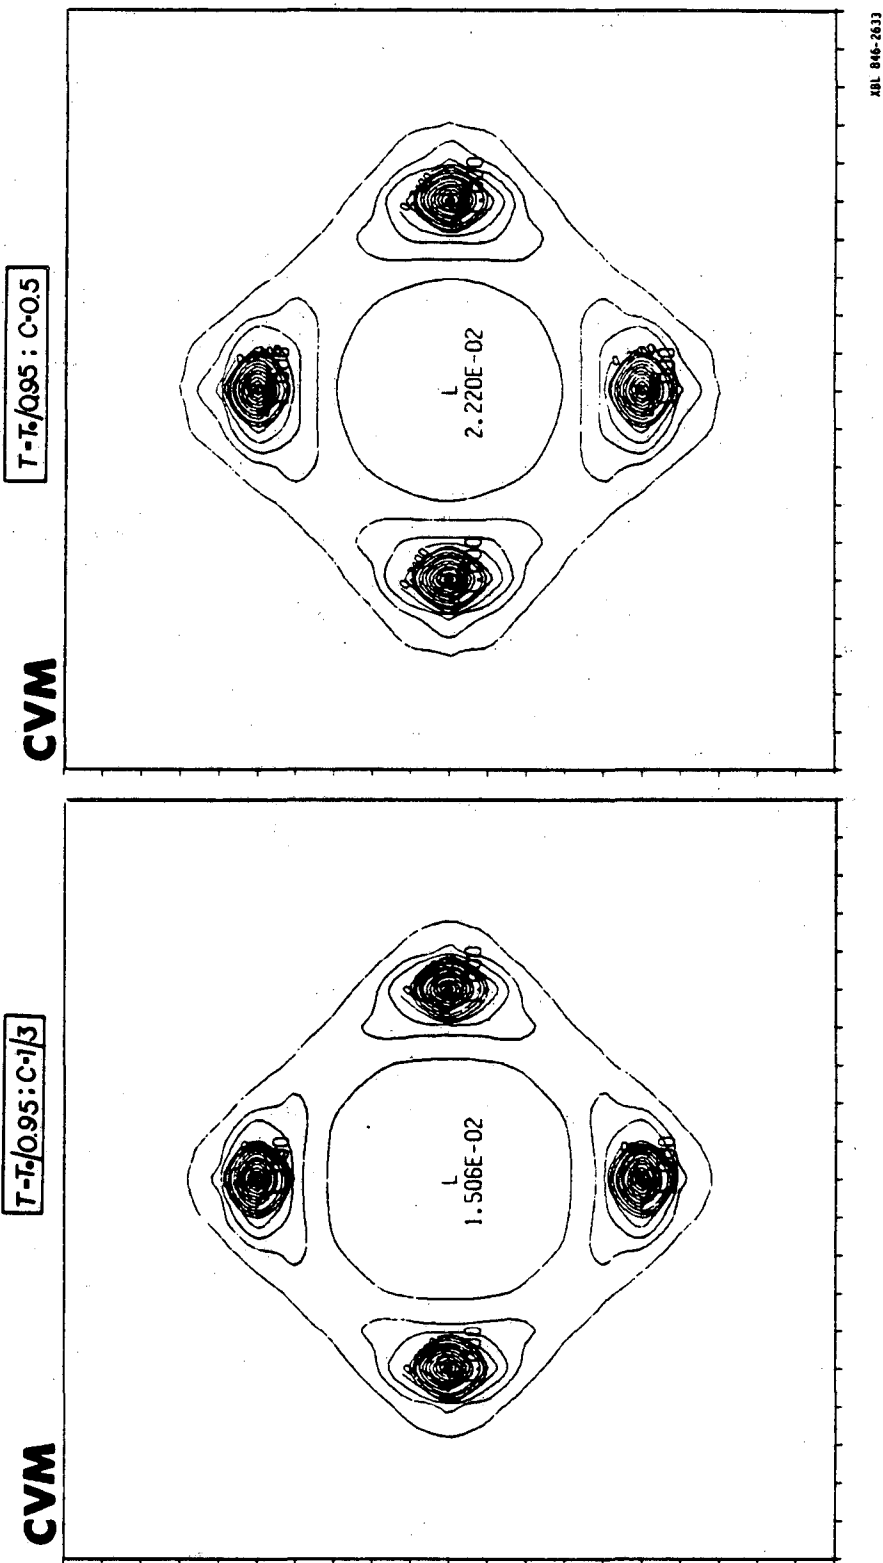 CVM
T=T₀/0.95 : C=1/3
L
1.506E-02
CVM
T=T₀/0.95 : C=0.5
L
2.220E-02
XBL 846-2633